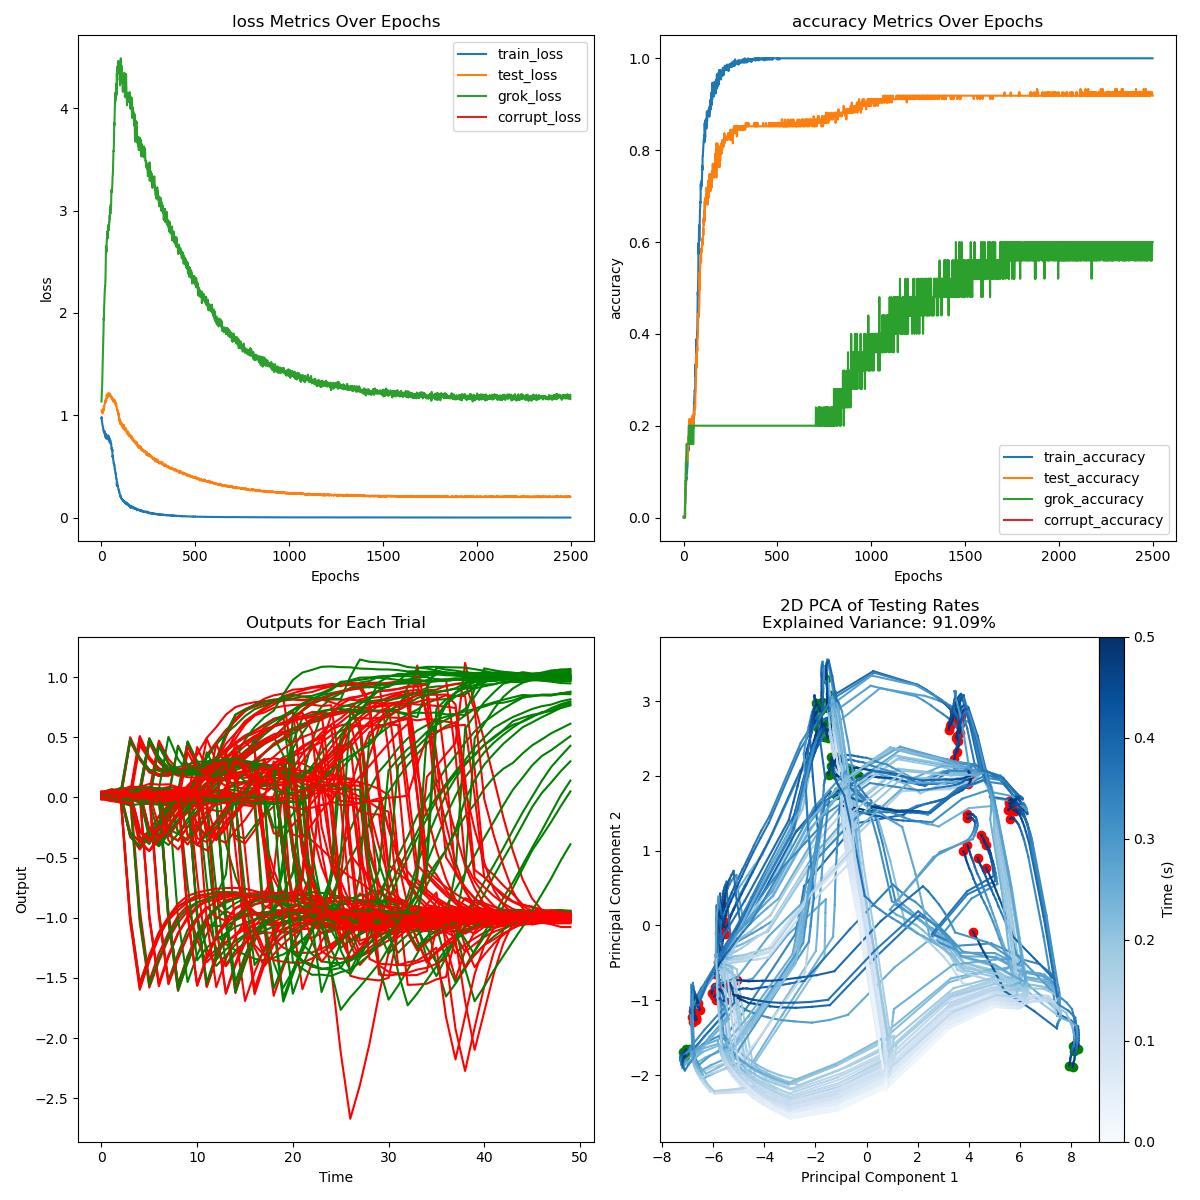 loss Metrics Over Epochs
loss
4
3
2
1
0
train_loss
test_loss
grok_loss
corrupt_loss
0 500 1000 1500 2000 2500
Epochs
accuracy Metrics Over Epochs
accuracy
1.0
0.8
0.6
0.4
0.2
0.0
train_accuracy
test_accuracy
grok_accuracy
corrupt_accuracy
0 500 1000 1500 2000 2500
Epochs
Outputs for Each Trial
Output
1.0
0.5
0.0
−0.5
−1.0
−1.5
−2.0
−2.5
0 10 20 30 40 50
Time
2D PCA of Testing Rates
Explained Variance: 91.09%
Principal Component 2
3
2
1
0
−1
−2
−8 −6 −4 −2 0 2 4 6 8
Principal Component 1
0.5
0.4
0.3
0.2
0.1
0.0
Time (s)